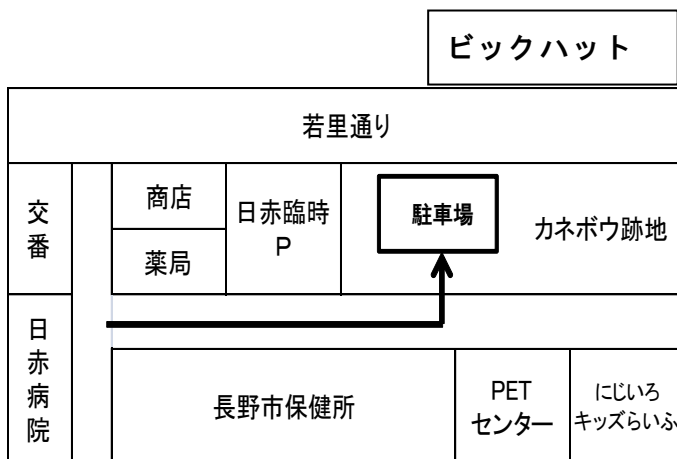 ビックハット
若里通り
交番
商店
薬局
日赤臨時
P
駐車場
カネボウ跡地
日赤病院
長野市保健所
PET
センター
にじいろ
キッズらいふ